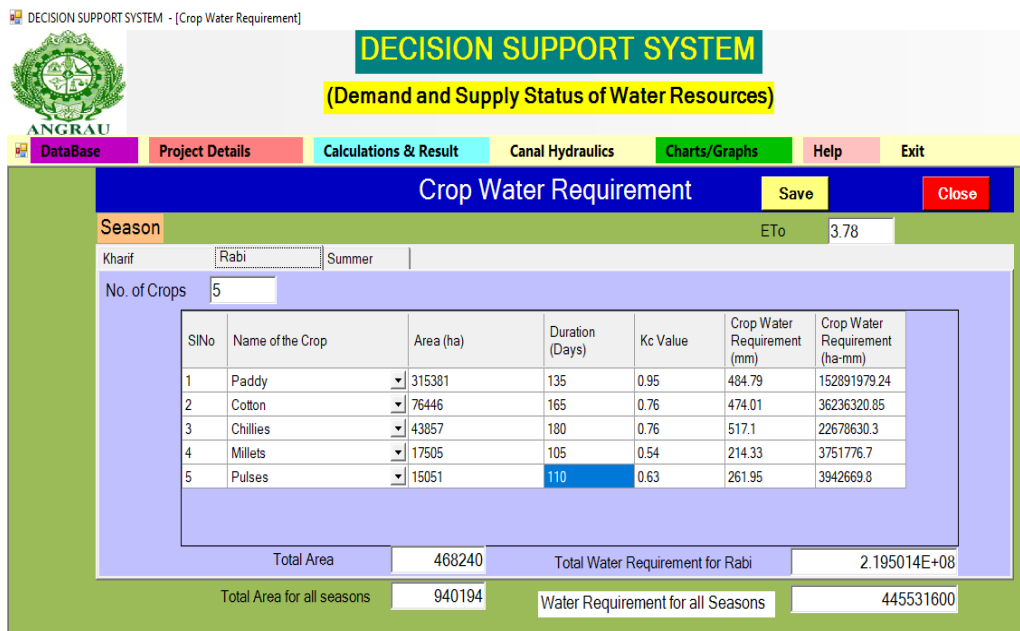 DECISION SUPPORT SYSTEM - [Crop Water Requirement]
ANGRAU
DECISION SUPPORT SYSTEM
(Demand and Supply Status of Water Resources)
DataBase Project Details Calculations & Result Canal Hydraulics Charts/Graphs Help Exit
Crop Water Requirement Save Close
Season ETo 3.78
Kharif Rabi Summer
No. of Crops 5
SlNo Name of the Crop Area (ha) Duration (Days) Kc Value Crop Water Requirement (mm) Crop Water Requirement (ha-mm)
1 Paddy 315381 135 0.95 484.79 152891979.24
2 Cotton 76446 165 0.76 474.01 36236320.85
3 Chillies 43857 180 0.76 517.1 22678630.3
4 Millets 17505 105 0.54 214.33 3751776.7
5 Pulses 15051 110 0.63 261.95 3942669.8
Total Area 468240 Total Water Requirement for Rabi 2.195014E+08
Total Area for all seasons 940194 Water Requirement for all Seasons 445531600